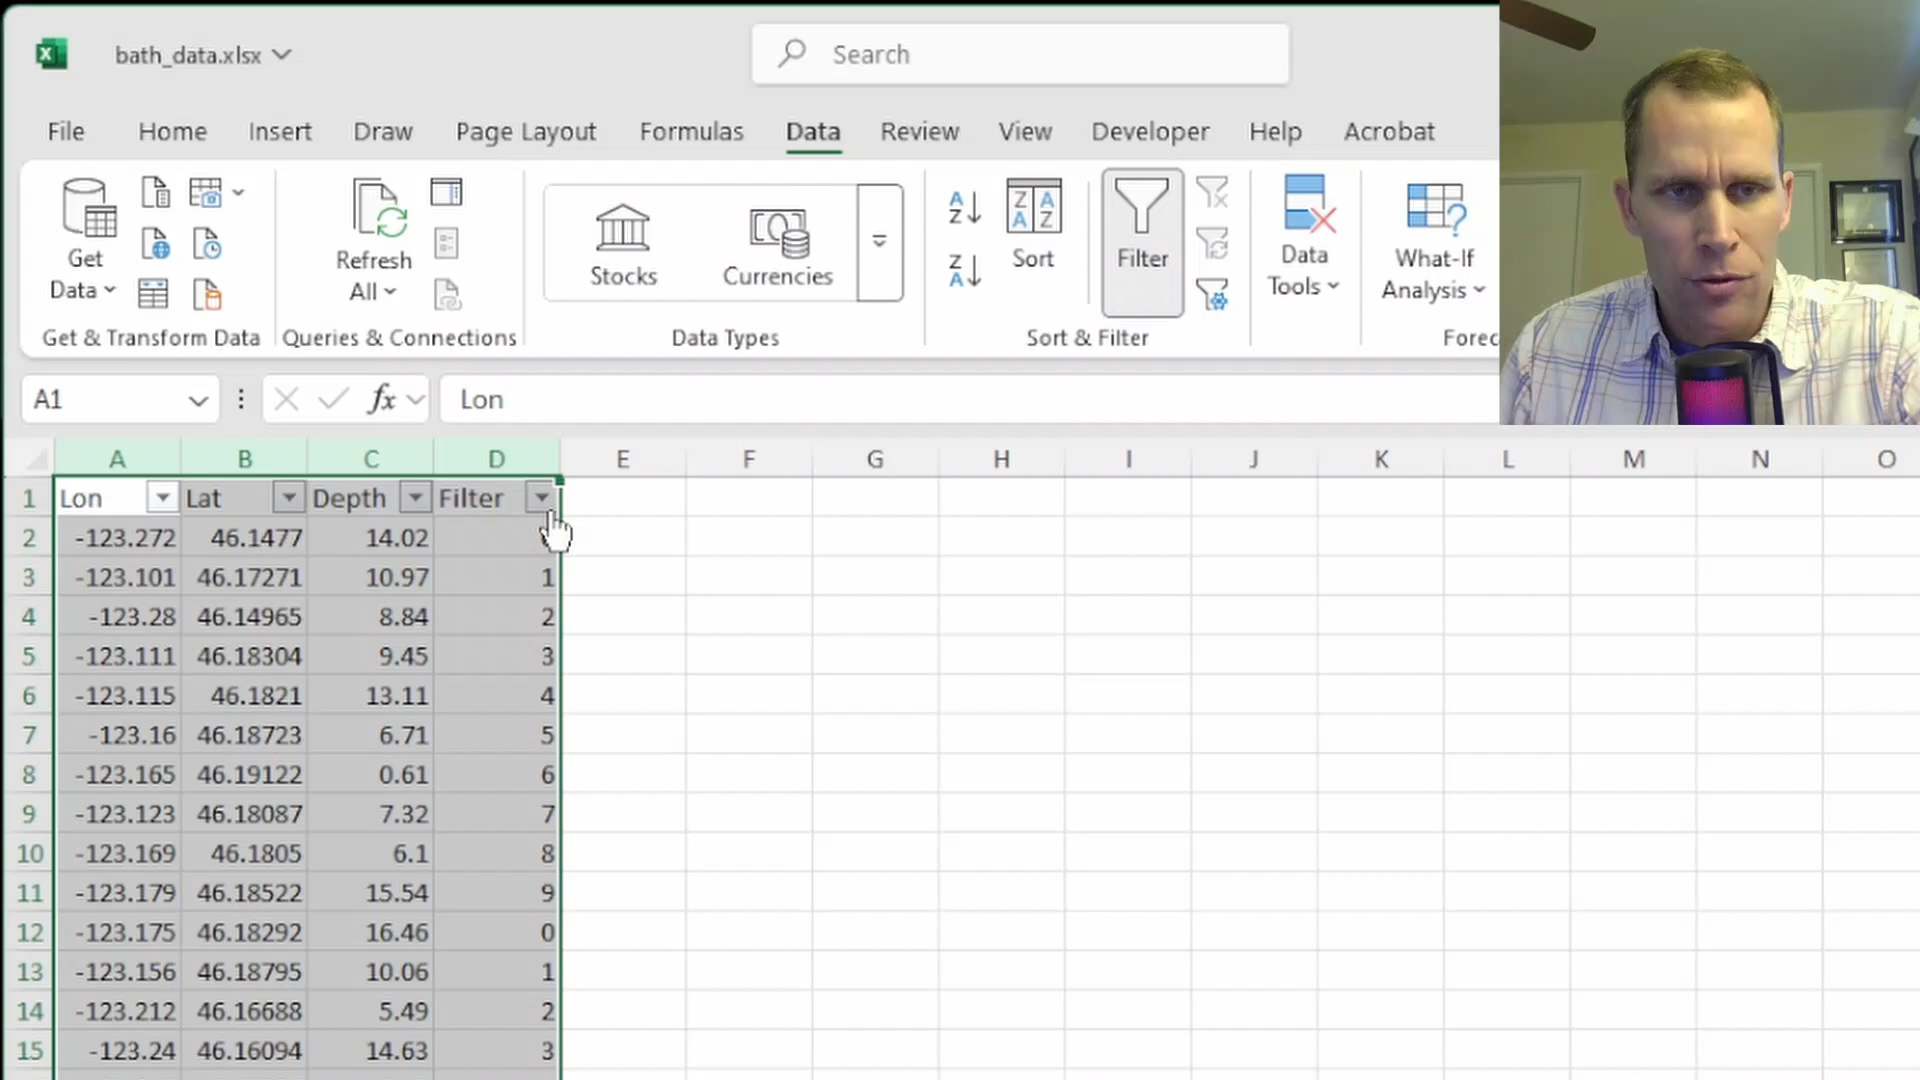 bath_data.xlsx
Search
File Home Insert Draw Page Layout Formulas Data Review View Developer Help Acrobat
Get Data
Refresh All
Stocks
Currencies
Sort
Filter
Data Tools
What-If Analysis
Get & Transform Data
Queries & Connections
Data Types
Sort & Filter
Forec
A1 fx Lon
A B C D E F G H I J K L M N O
1 Lon Lat Depth Filter
2 -123.272 46.1477 14.02
3 -123.101 46.17271 10.97 1
4 -123.28 46.14965 8.84 2
5 -123.111 46.18304 9.45 3
6 -123.115 46.1821 13.11 4
7 -123.16 46.18723 6.71 5
8 -123.165 46.19122 0.61 6
9 -123.123 46.18087 7.32 7
10 -123.169 46.1805 6.1 8
11 -123.179 46.18522 15.54 9
12 -123.175 46.18292 16.46 0
13 -123.156 46.18795 10.06 1
14 -123.212 46.16688 5.49 2
15 -123.24 46.16094 14.63 3